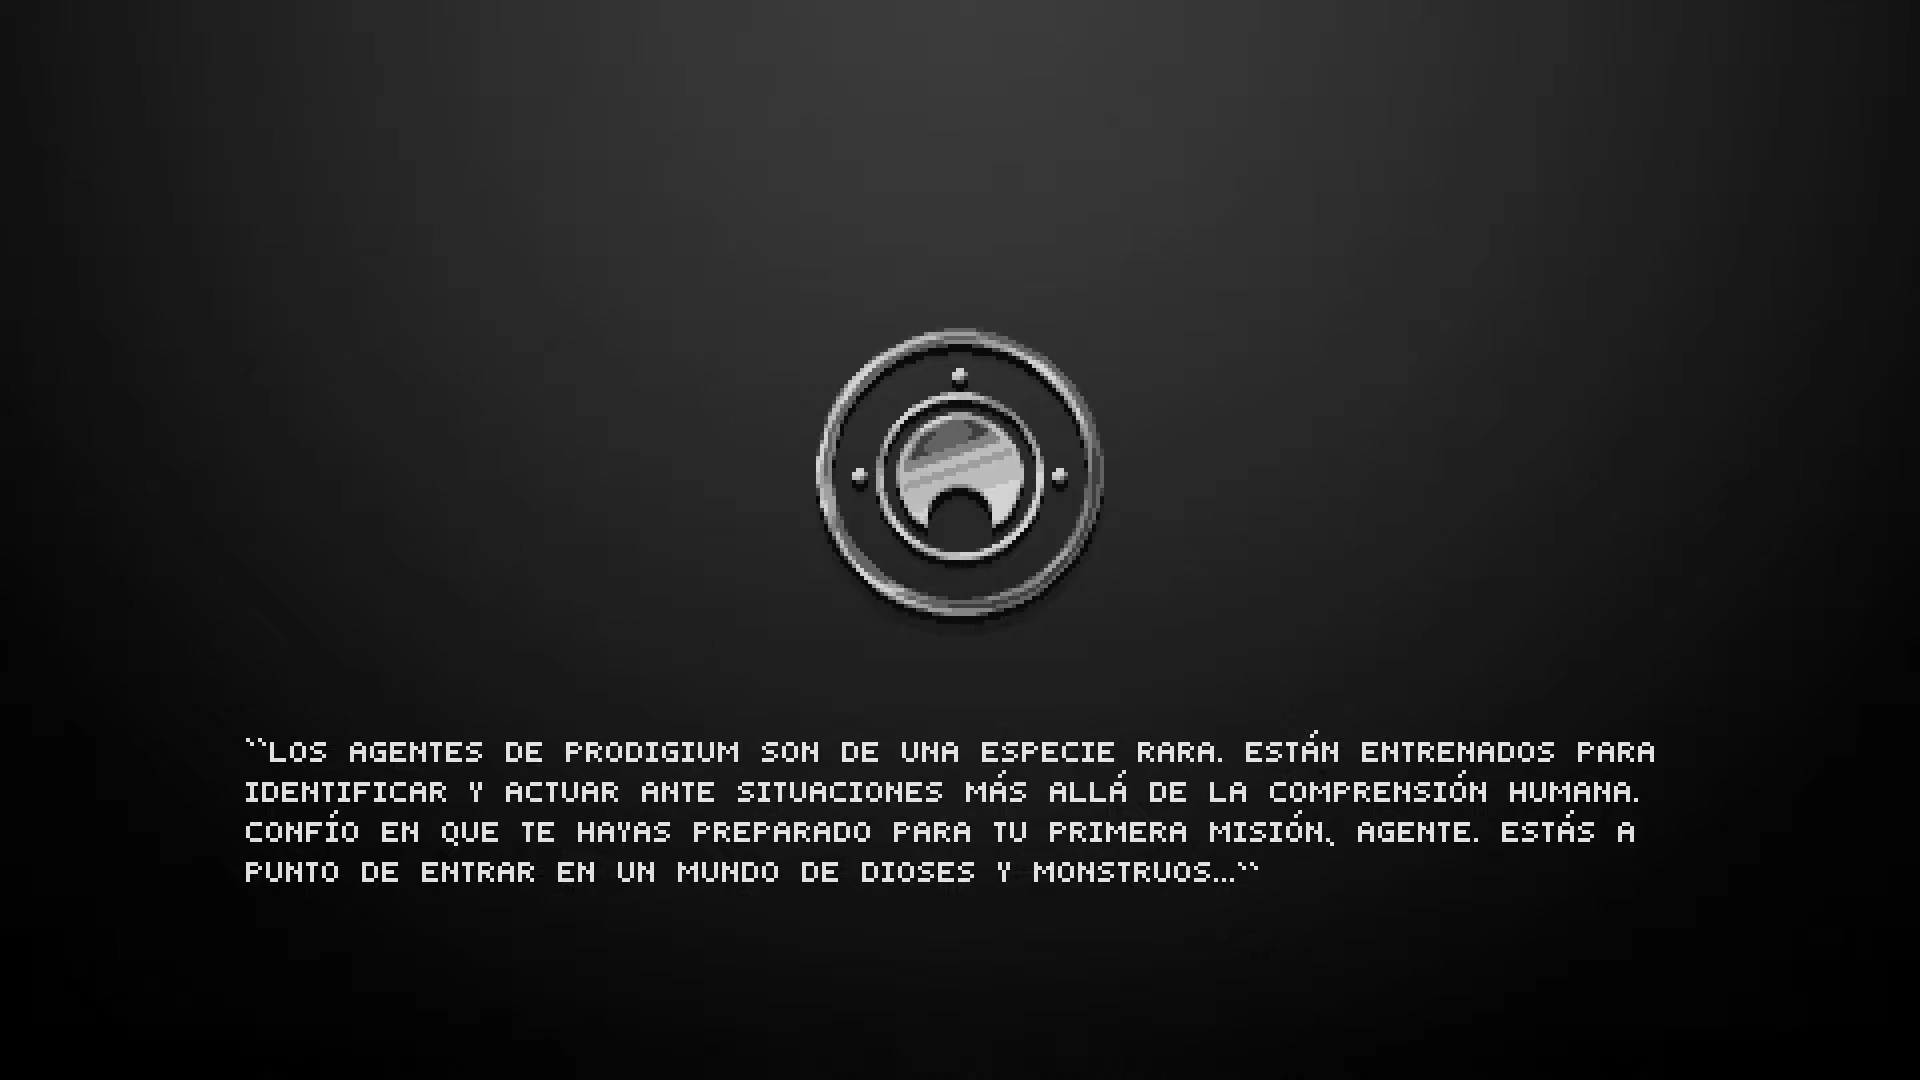 ``LOS AGENTES DE PRODIGIUM SON DE UNA ESPECIE RARA. ESTÁN ENTRENADOS PARA
IDENTIFICAR Y ACTUAR ANTE SITUACIONES MÁS ALLÁ DE LA COMPRENSIÓN HUMANA.
CONFÍO EN QUE TE HAYAS PREPARADO PARA TU PRIMERA MISIÓN, AGENTE. ESTÁS A
PUNTO DE ENTRAR EN UN MUNDO DE DIOSES Y MONSTRUOS...``